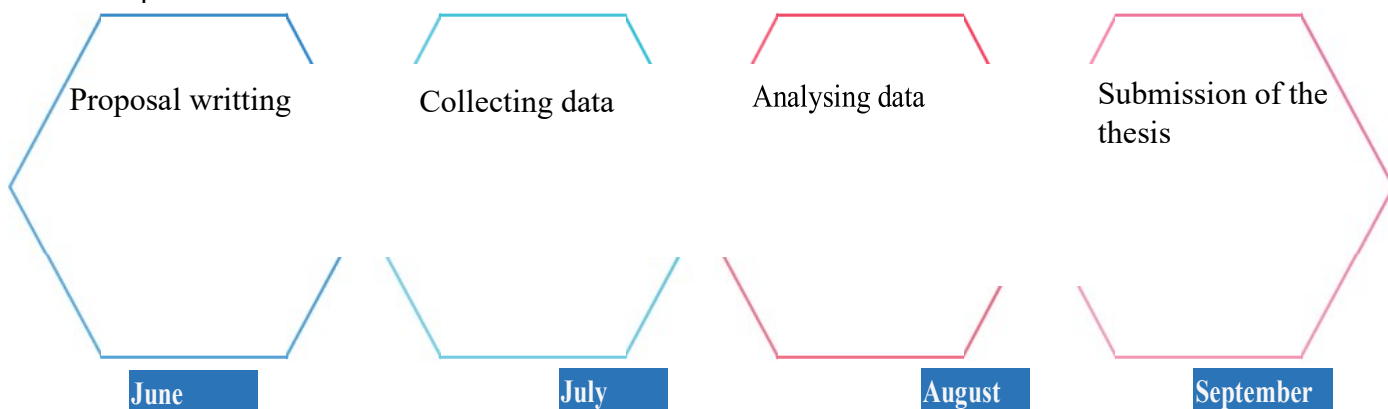 Proposal writting
Collecting data
Analysing data
Submission of the
thesis
June
July
August
September